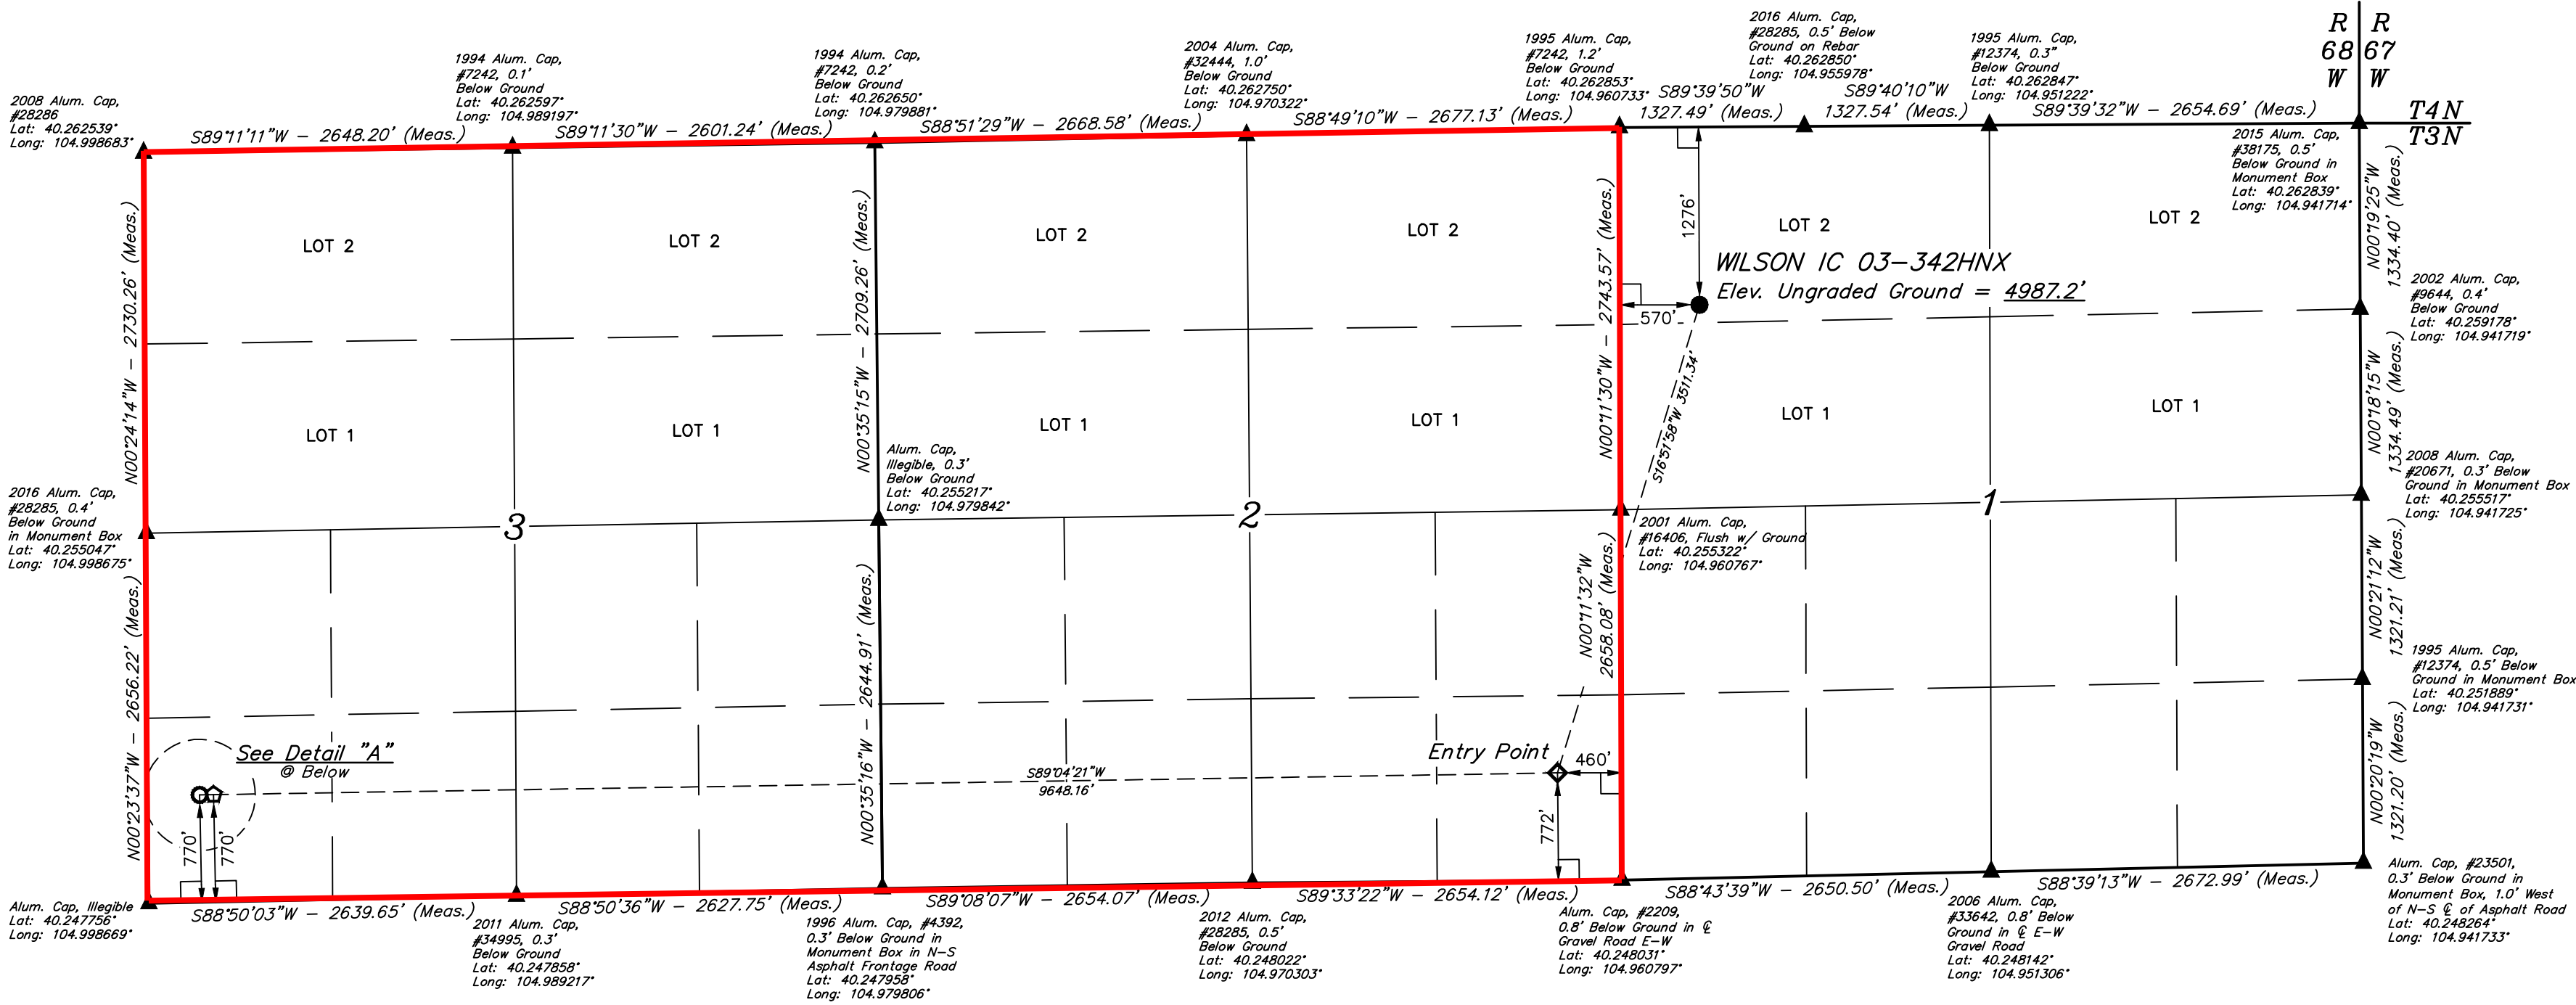 R R
68 67
W W
T4N
T3N
2008 Alum. Cap,
#28286
Lat: 40.262539°
Long: 104.998683°
1994 Alum. Cap,
#7242, 0.1'
Below Ground
Lat: 40.262597°
Long: 104.989197°
1994 Alum. Cap,
#7242, 0.2'
Below Ground
Lat: 40.262650°
Long: 104.979881°
2004 Alum. Cap,
#32444, 1.0'
Below Ground
Lat: 40.262750°
Long: 104.970322°
1995 Alum. Cap,
#7242, 1.2'
Below Ground
Lat: 40.262853°
Long: 104.960733°
2016 Alum. Cap,
#28285, 0.5' Below
Ground on Rebar
Lat: 40.262850°
Long: 104.955978°
1995 Alum. Cap,
#12374, 0.3"
Below Ground
Lat: 40.262847°
Long: 104.951222°
S89°11'11"W - 2648.20' (Meas.)
S89°11'30"W - 2601.24' (Meas.)
S88°51'29"W - 2668.58' (Meas.)
S88°49'10"W - 2677.13' (Meas.)
S89°39'50"W
1327.49' (Meas.)
S89°40'10"W
1327.54' (Meas.)
S89°39'32"W - 2654.69' (Meas.)
2015 Alum. Cap,
#38175, 0.5'
Below Ground in
Monument Box
Lat: 40.262839°
Long: 104.941714°
N00°19'25"W
1334.40' (Meas.)
N00°24'14"W - 2730.26' (Meas.)
N00°35'15"W - 2709.26' (Meas.)
N00°11'30"W - 2743.57' (Meas.)
1276'
LOT 2
LOT 2
LOT 2
LOT 2
LOT 2
LOT 2
WILSON IC 03-342HNX
Elev. Ungraded Ground = 4987.2'
570'
S16°51'58"W 3511.34'
2002 Alum. Cap,
#9644, 0.4'
Below Ground
Lat: 40.259178°
Long: 104.941719°
N00°18'15"W
1334.49' (Meas.)
LOT 1
LOT 1
LOT 1
LOT 1
LOT 1
LOT 1
2016 Alum. Cap,
#28285, 0.4'
Below Ground
in Monument Box
Lat: 40.255047°
Long: 104.998675°
Alum. Cap,
Illegible, 0.3'
Below Ground
Lat: 40.255217°
Long: 104.979842°
2008 Alum. Cap,
#20671, 0.3' Below
Ground in Monument Box
Lat: 40.255517°
Long: 104.941725°
3
2
1
2001 Alum. Cap,
#16406, Flush w/ Ground
Lat: 40.255322°
Long: 104.960767°
N00°23'37"W - 2656.22' (Meas.)
N00°35'16"W - 2644.91' (Meas.)
N00°11'32"W
2658.08' (Meas.)
N00°21'12"W
1321.21' (Meas.)
1995 Alum. Cap,
#12374, 0.5' Below
Ground in Monument Box
Lat: 40.251889°
Long: 104.941731°
N00°20'19"W
1321.20' (Meas.)
See Detail "A"
@ Below
770'
770'
S89°04'21"W
9648.16'
Entry Point
460'
772'
S88°50'03"W - 2639.65' (Meas.)
S88°50'36"W - 2627.75' (Meas.)
S89°08'07"W - 2654.07' (Meas.)
S89°33'22"W - 2654.12' (Meas.)
S88°43'39"W - 2650.50' (Meas.)
S88°39'13"W - 2672.99' (Meas.)
Alum. Cap, Illegible
Lat: 40.247756°
Long: 104.998669°
2011 Alum. Cap,
#34995, 0.3'
Below Ground
Lat: 40.247858°
Long: 104.989217°
1996 Alum. Cap, #4392,
0.3' Below Ground in
Monument Box in N-S
Asphalt Frontage Road
Lat: 40.247958°
Long: 104.979806°
2012 Alum. Cap,
#28285, 0.5'
Below Ground
Lat: 40.248022°
Long: 104.970303°
Alum. Cap, #2209,
0.8' Below Ground in ℄
Gravel Road E-W
Lat: 40.248031°
Long: 104.960797°
2006 Alum. Cap,
#33642, 0.8' Below
Ground in ℄ E-W
Gravel Road
Lat: 40.248142°
Long: 104.951306°
Alum. Cap, #23501,
0.3' Below Ground in
Monument Box, 1.0' West
of N-S ℄ of Asphalt Road
Lat: 40.248264°
Long: 104.941733°